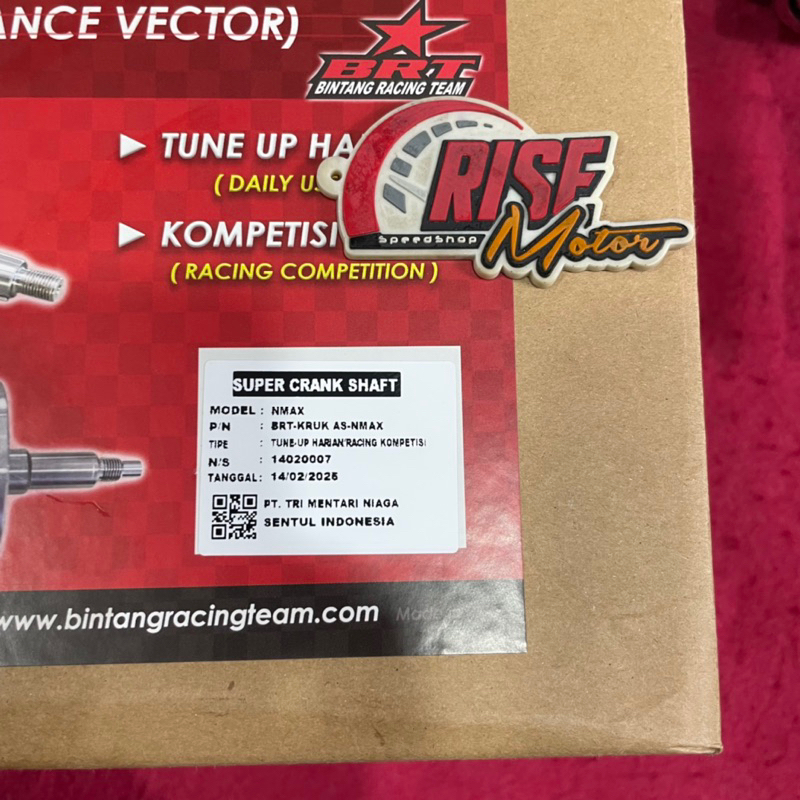 ANCE VECTOR)
BRT
BINTANG RACING TEAM
TUNE UP HA
( DAILY US
KOMPETISI
( RACING COMPETITION )
RISE
SpeedShop
Motor
SUPER CRANK SHAFT
MODEL : NMAX
P/N : BRT-KRUK AS-NMAX
TIPE : TUNE-UP HARIAN/RACING KOMPETISI
N/S : 14020007
TANGGAL: 14/02/2025
PT. TRI MENTARI NIAGA
SENTUL INDONESIA
www.bintangracingteam.com